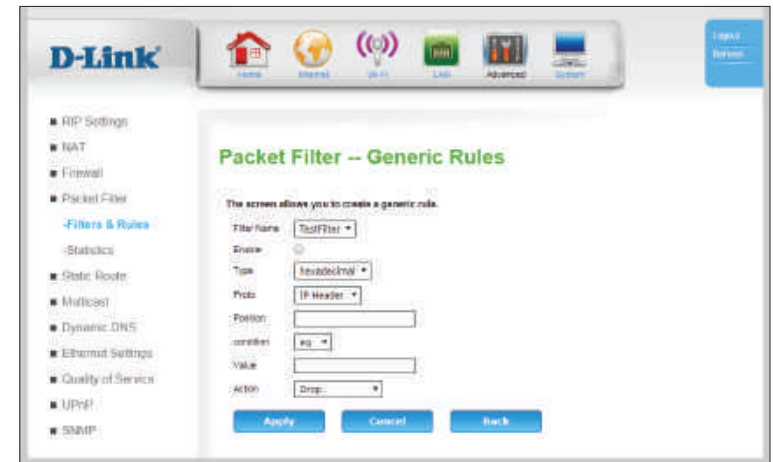 D-Link
Home
Internet
Wi-Fi
LAN
Advanced
System
Logout
Refresh
RIP Settings
NAT
Firewall
Packet Filter
-Filters & Rules
-Statistics
Static Route
Multicast
Dynamic DNS
Ethernet Settings
Quality of Service
UPnP
SNMP
Packet Filter -- Generic Rules
The screen allows you to create a generic rule.
Filter Name TestFilter
Enable
Type hexadecimal
Proto IP Header
Position
condition eq
Value
Action Drop
Apply Cancel Back